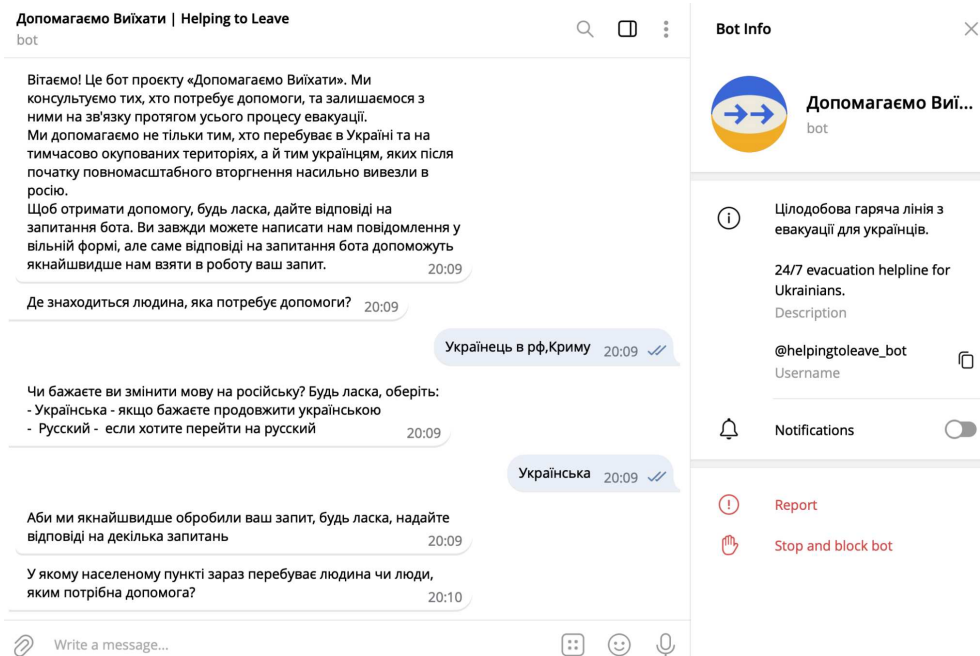 Допомагаємо Виїхати | Helping to Leave
bot
Вітаємо! Це бот проєкту «Допомагаємо Виїхати». Ми
консультуємо тих, хто потребує допомоги, та залишаємося з
ними на зв'язку протягом усього процесу евакуації.
Ми допомагаємо не тільки тим, хто перебуває в Україні та на
тимчасово окупованих територіях, а й тим українцям, яких після
початку повномасштабного вторгнення насильно вивезли в
росію.
Щоб отримати допомогу, будь ласка, дайте відповіді на
запитання бота. Ви завжди можете написати нам повідомлення у
вільній формі, але саме відповіді на запитання бота допоможуть
якнайшвидше нам взяти в роботу ваш запит. 20:09
Де знаходиться людина, яка потребує допомоги? 20:09
Українець в рф,Криму 20:09
Чи бажаєте ви змінити мову на російську? Будь ласка, оберіть:
- Українська - якщо бажаєте продовжити українською
- Русский - если хотите перейти на русский 20:09
Українська 20:09
Аби ми якнайшвидше обробили ваш запит, будь ласка, надайте
відповіді на декілька запитань 20:09
У якому населеному пункті зараз перебуває людина чи люди,
яким потрібна допомога? 20:10
Write a message...
Bot Info
Допомагаємо Виї...
bot
Цілодобова гаряча лінія з
евакуації для українців.
24/7 evacuation helpline for
Ukrainians.
Description
@helpingtoleave_bot
Username
Notifications
Report
Stop and block bot